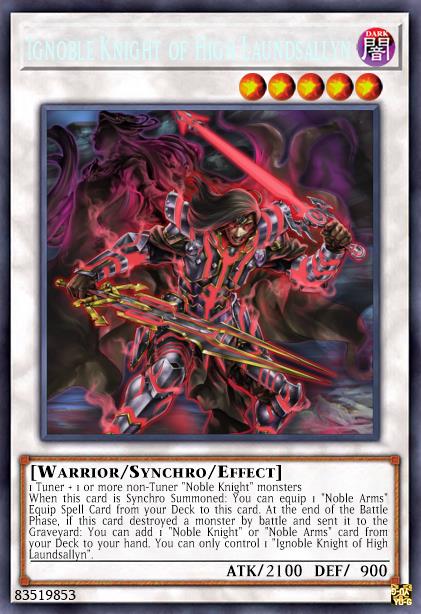 Ignoble Knight of High Laundsallyn
DARK
闇
[Warrior/Synchro/Effect]
1 Tuner + 1 or more non-Tuner "Noble Knight" monsters
When this card is Synchro Summoned: You can equip 1 "Noble Arms"
Equip Spell Card from your Deck to this card. At the end of the Battle
Phase, if this card destroyed a monster by battle and sent it to the
Graveyard: You can add 1 "Noble Knight" or "Noble Arms" card from
your Deck to your hand. You can only control 1 "Ignoble Knight of High
Laundsallyn".
ATK/2100 DEF/ 900
83519853